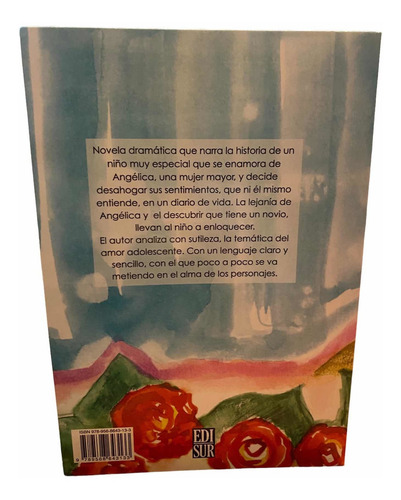 Novela dramática que narra la historia de un
niño muy especial que se enamora de
Angélica, una mujer mayor, y decide
desahogar sus sentimientos, que ni él mismo
entiende, en un diario de vida. La lejanía de
Angélica y el descubrir que tiene un novio,
llevan al niño a enloquecer.
El autor analiza con sutileza, la temática del
amor adolescente. Con un lenguaje claro y
sencillo, con el que poco a poco se va
metiendo en el alma de los personajes.
EDI
SUR